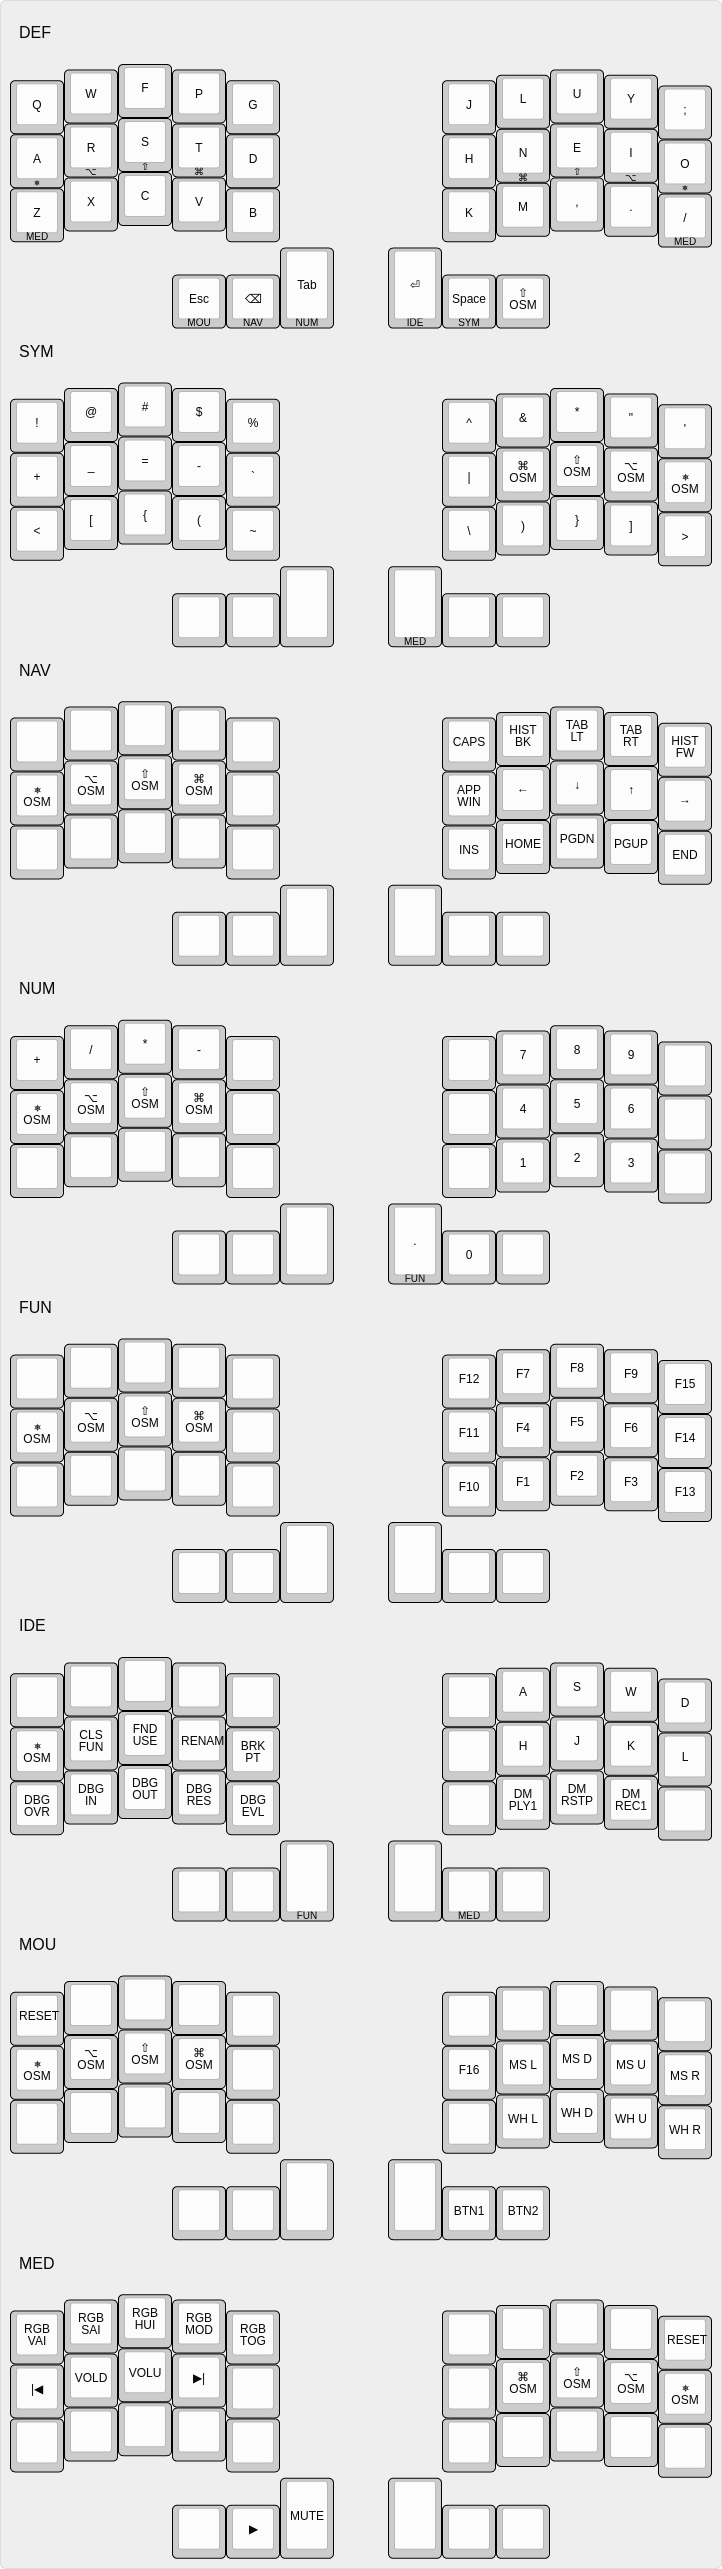 DEF
Q W F P G J L U Y ;
A R S T D H N E I O
⎈ ⌥ ⇧ ⌘ ⌘ ⇧ ⌥ ⎈
Z X C V B K M , . /
MED MED
Esc ⌫ Tab ⏎ Space ⇧
OSM
MOU NAV NUM IDE SYM
SYM
! @ # $ % ^ & * " '
+ _ = - ` | ⌘ ⇧ ⌥ ⎈
OSM OSM OSM OSM
< [ { ( ~ \ ) } ] >
MED
NAV
CAPS HIST TAB TAB HIST
BK LT RT FW
⎈ ⌥ ⇧ ⌘ APP ← ↓ ↑ →
OSM OSM OSM OSM WIN
INS HOME PGDN PGUP END
NUM
+ / * - 7 8 9
⎈ ⌥ ⇧ ⌘ 4 5 6
OSM OSM OSM OSM
1 2 3
. 0
FUN
FUN
F12 F7 F8 F9 F15
⎈ ⌥ ⇧ ⌘ F11 F4 F5 F6 F14
OSM OSM OSM OSM
F10 F1 F2 F3 F13
IDE
A S W D
⎈ CLS FND RENAM BRK H J K L
OSM FUN USE PT
DBG DBG DBG DBG DBG DM DM DM
OVR IN OUT RES EVL PLY1 RSTP REC1
FUN MED
MOU
RESET
⎈ ⌥ ⇧ ⌘ F16 MS L MS D MS U MS R
OSM OSM OSM OSM
WH L WH D WH U WH R
BTN1 BTN2
MED
RGB RGB RGB RGB RGB RESET
VAI SAI HUI MOD TOG
|◀ VOLD VOLU ▶| ⌘ ⇧ ⌥ ⎈
OSM OSM OSM OSM
▶ MUTE